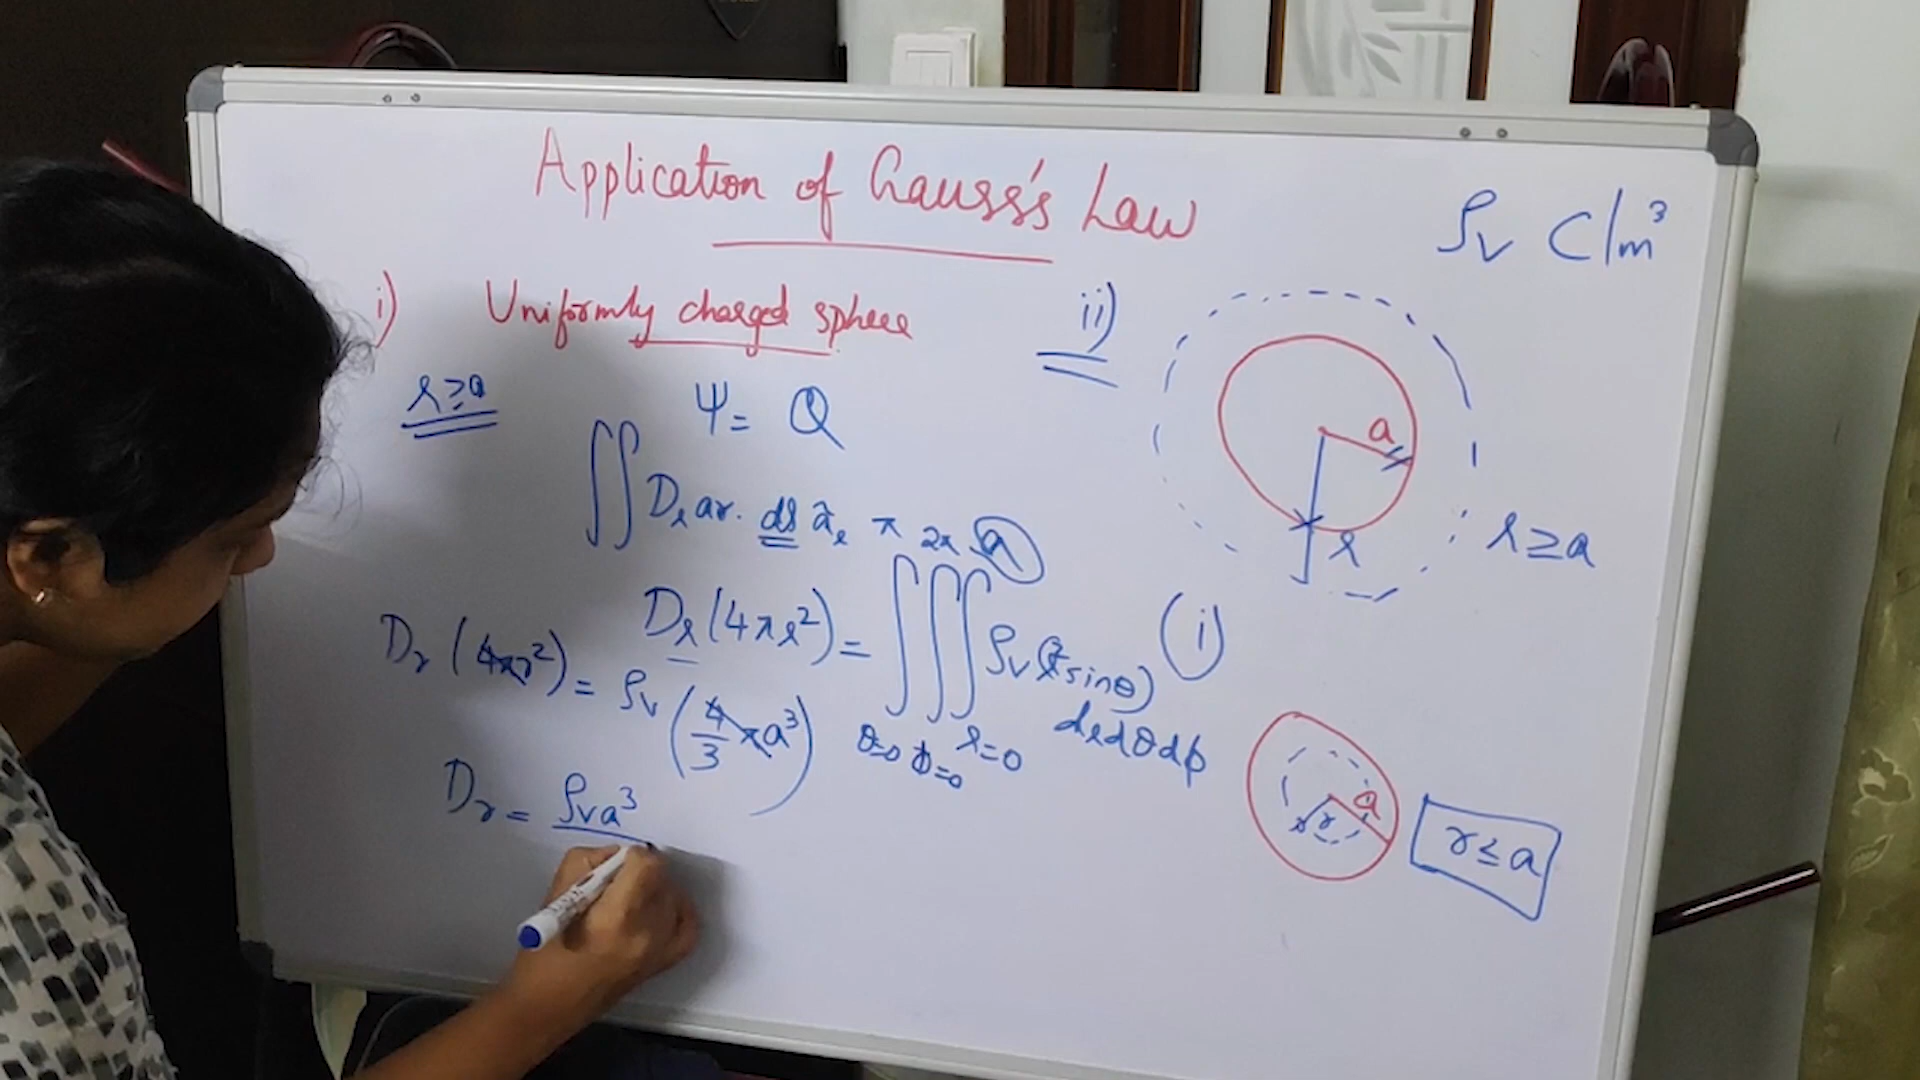 Application of Gauss's Law
ρv C/m³
i) Uniformly charged sphere
ii)
r≥a
Ψ = Q
∬ Dr ar. ds ar
π 2π a
Dr (4πr²) = ∭ ρv (r² sinθ)
dr dθ dϕ
θ=0 ϕ=0 r=0
Dr (4πr²) = ρv (4/3 πa³)
Dr = ρv a³
a
r
r ≥ a
(i)
a
r
r ≤ a